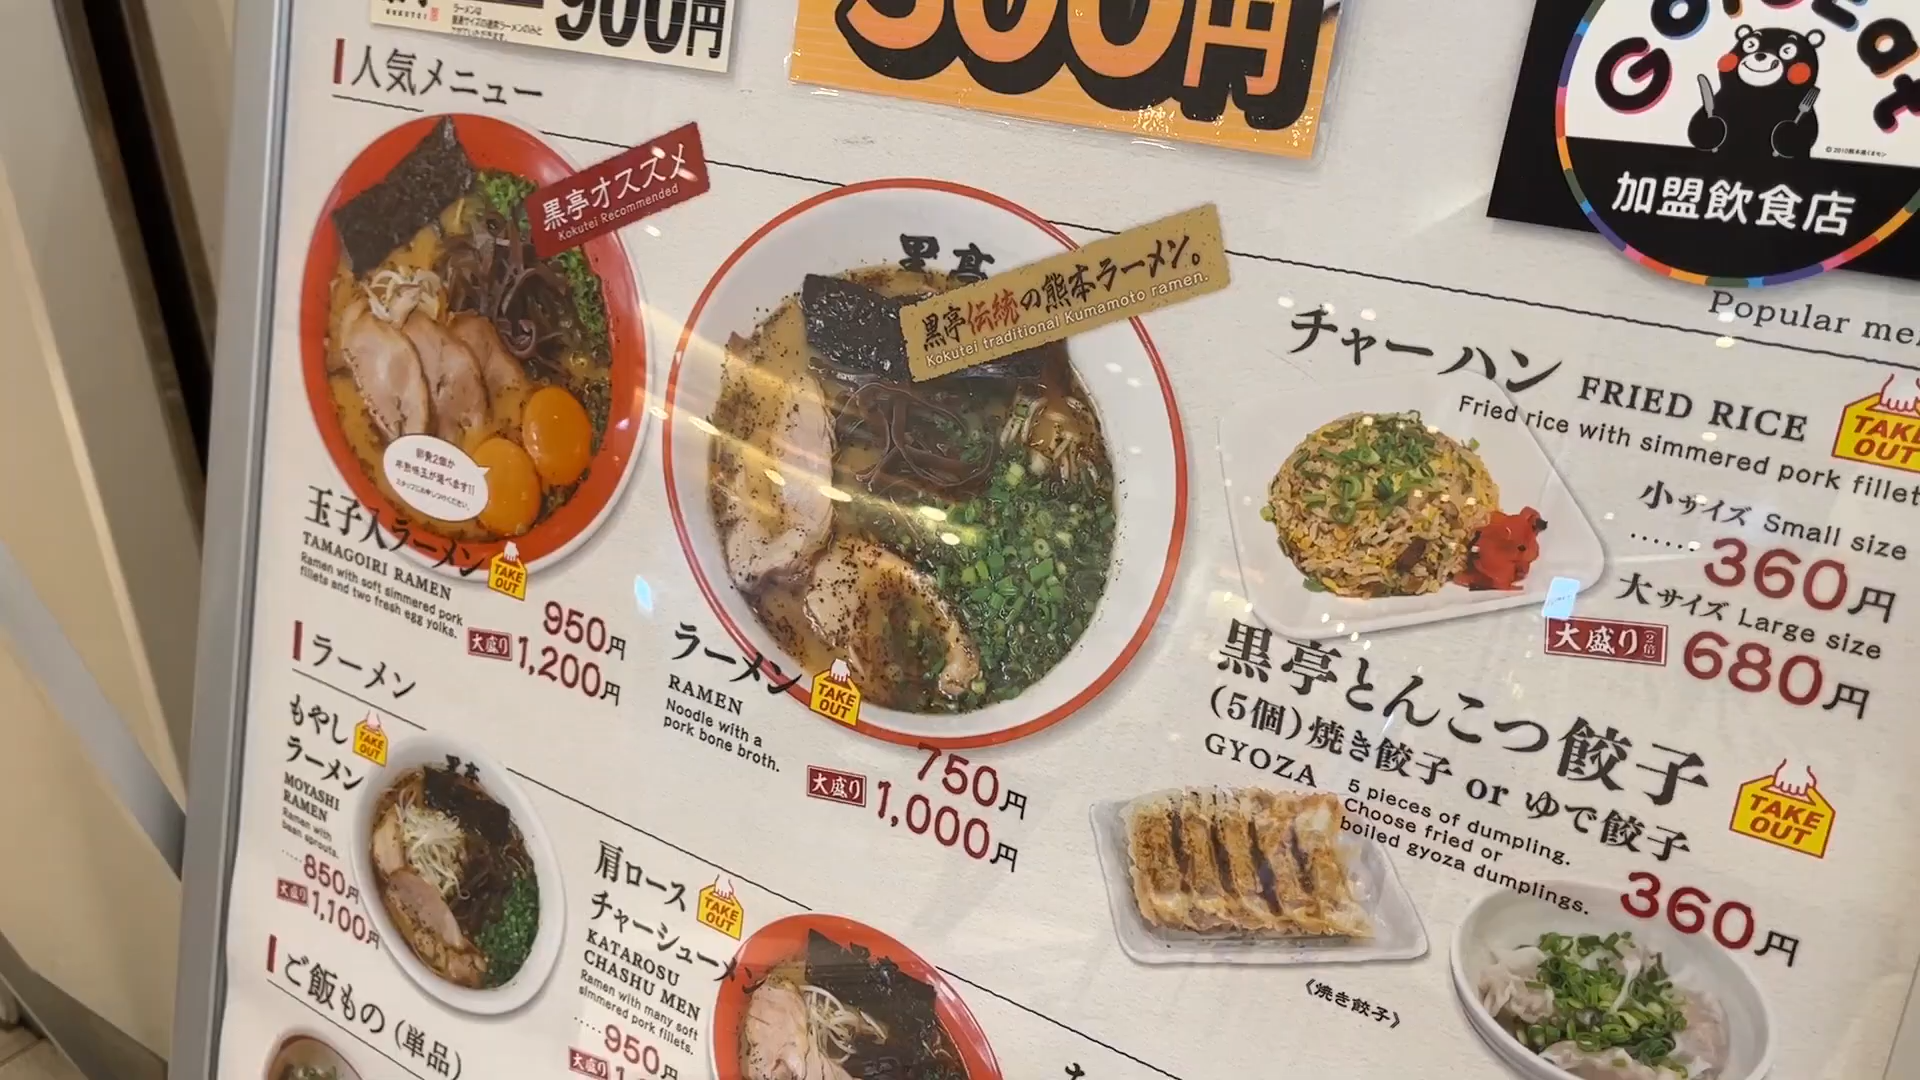 900円
500円
人気メニュー
加盟飲食店
Popular me
黒亭オススメ
Kokutei Recommended
黒亭
黒亭伝統の熊本ラーメン。
Kokutei traditional Kumamoto ramen.
卵黄2個か
半熟味玉が選べます!!
玉子入ラーメン
TAKE OUT
TAMAGOIRI RAMEN
Ramen with soft simmered pork
fillets and two fresh egg yolks.
950円
大盛り 1,200円
ラーメン
TAKE OUT
RAMEN
Noodle with a
pork bone broth.
750円
大盛り 1,000円
チャーハン FRIED RICE
TAKE OUT
Fried rice with simmered pork fillet
小サイズ Small size
......360円
大サイズ Large size
大盛り(2倍) 680円
黒亭とんこつ餃子
(5個)焼き餃子 or ゆで餃子
GYOZA
5 pieces of dumpling.
Choose fried or
boiled gyoza dumplings.
TAKE OUT
360円
《焼き餃子》
ラーメン
もやし
ラーメン
TAKE OUT
MOYASHI
RAMEN
Ramen with
bean sprouts.
.....850円
大盛り 1,100円
黒亭
肩ロース
チャーシューメン
TAKE OUT
KATAROSU
CHASHU MEN
Ramen with many soft
simmered pork fillets.
.....950円
大盛り
ご飯もの(単品)